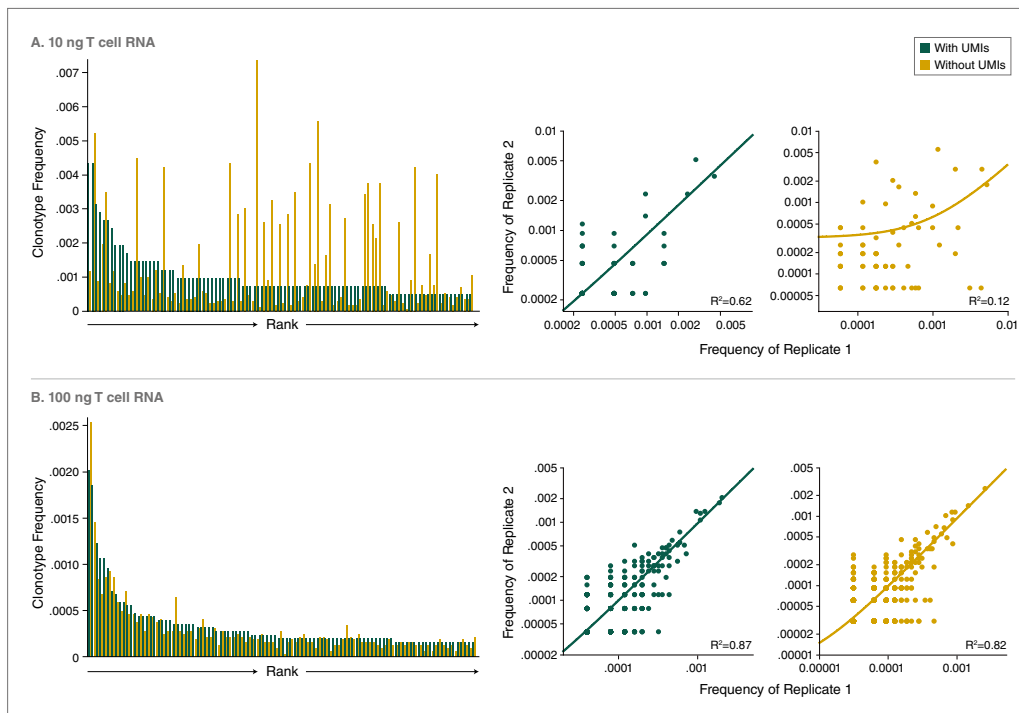 A. 10 ng T cell RNA
With UMIs
Without UMIs
Clonotype Frequency
.007
.006
.005
.004
.003
.002
.001
0
Rank
Frequency of Replicate 2
0.01
0.005
0.002
0.001
0.0005
0.0002
0.0002 0.0005 0.001 0.002 0.005
R²=0.62
0.01
0.005
0.002
0.001
0.0005
0.0002
0.0001
0.00005
0.0001 0.001 0.01
R²=0.12
Frequency of Replicate 1
B. 100 ng T cell RNA
Clonotype Frequency
.0025
.0020
.0015
.0010
.0005
0
Rank
Frequency of Replicate 2
.005
.002
.001
.0005
.0002
.0001
.00005
.00002
.0001 .001
R²=0.87
.005
.002
.001
.0005
.0002
.0001
.00005
.00002
0.00001
0.00001 0.0001 0.001
R²=0.82
Frequency of Replicate 1